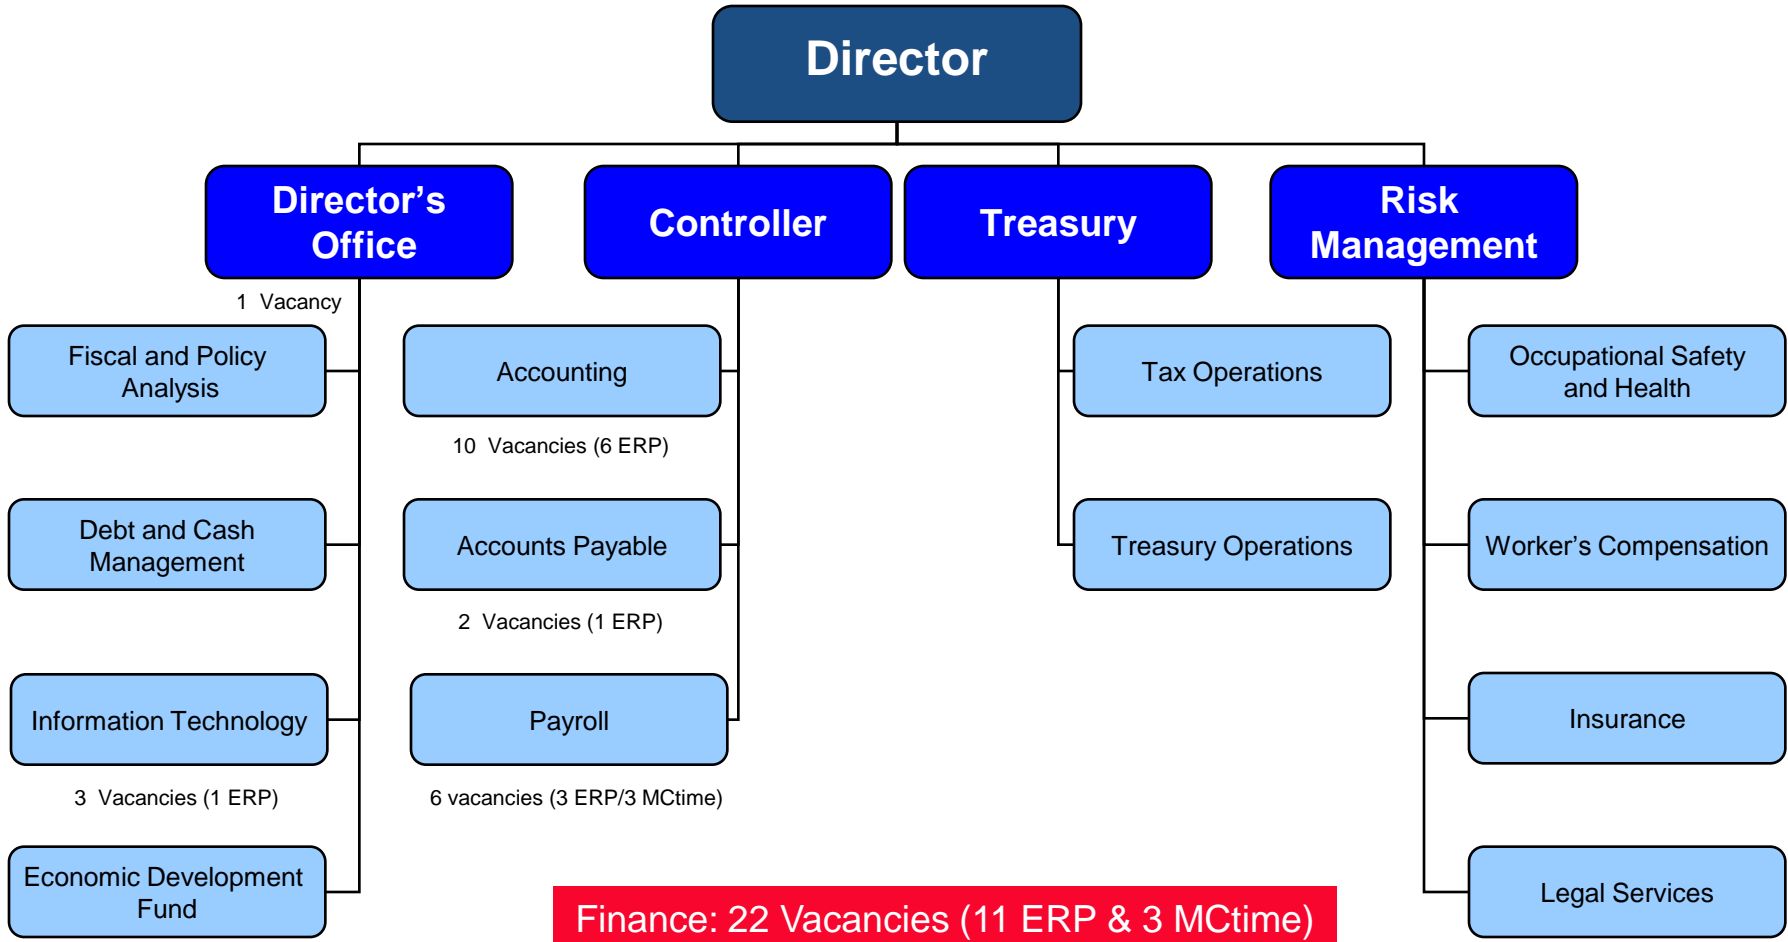 Director
Director’s
Office
Controller
Treasury
Risk
Management
1 Vacancy
Fiscal and Policy
Analysis
Accounting
Tax Operations
Occupational Safety
and Health
10 Vacancies (6 ERP)
Debt and Cash
Management
Accounts Payable
Treasury Operations
Worker’s Compensation
2 Vacancies (1 ERP)
Information Technology
Payroll
Insurance
3 Vacancies (1 ERP)
6 vacancies (3 ERP/3 MCtime)
Economic Development
Fund
Legal Services
Finance: 22 Vacancies (11 ERP & 3 MCtime)